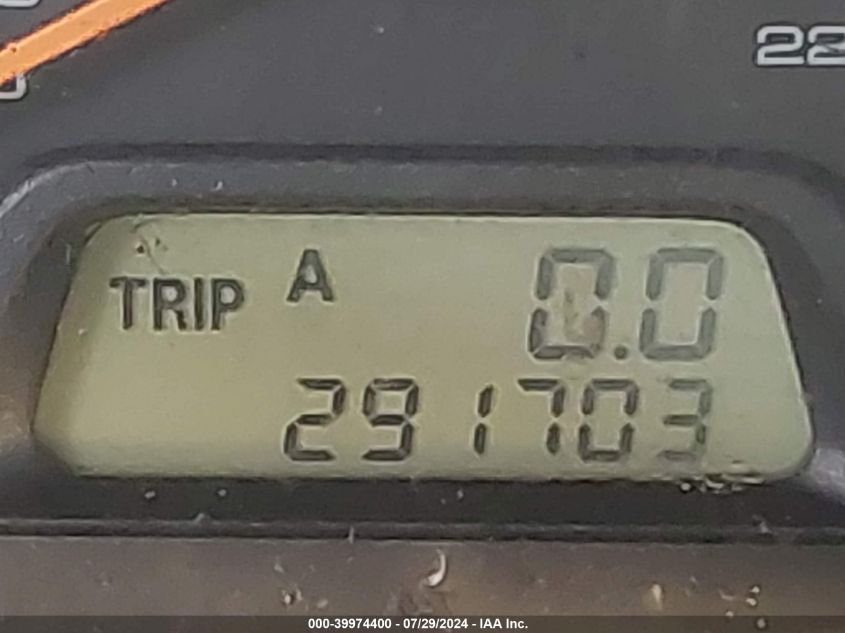 22
TRIP A 0.0
291703
000-39974400 - 07/29/2024 - IAA Inc.